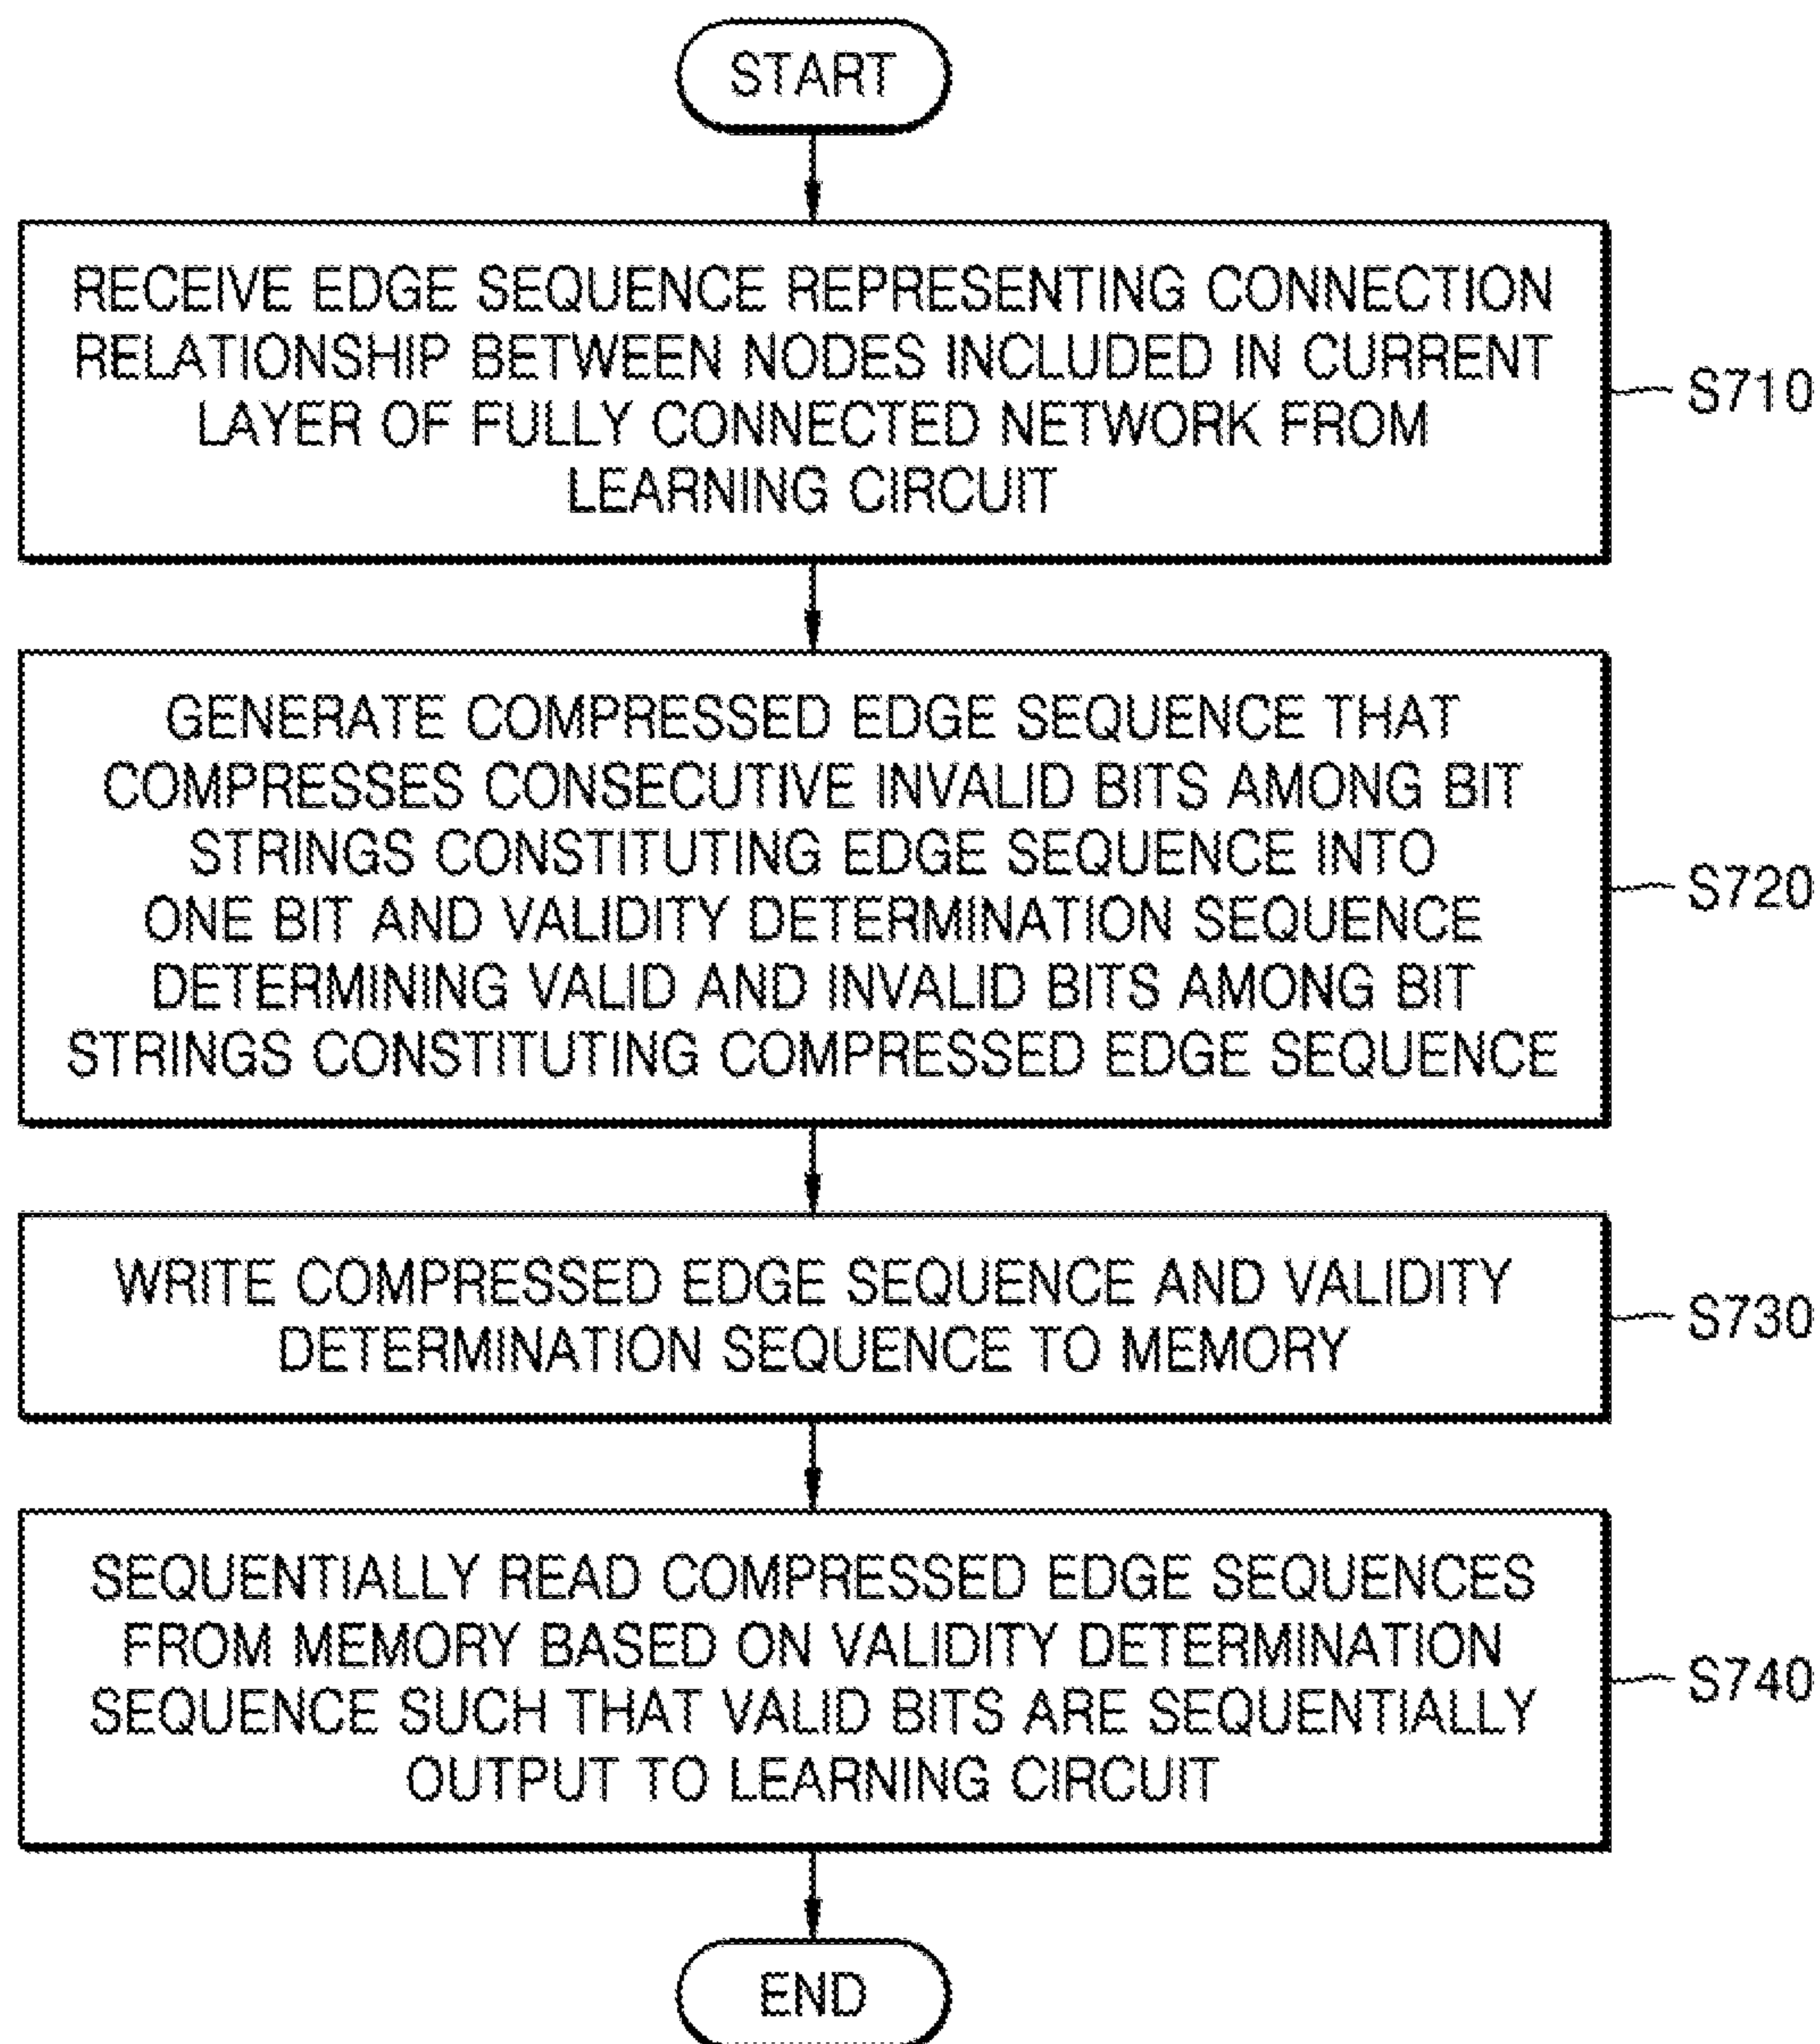 START
RECEIVE EDGE SEQUENCE REPRESENTING CONNECTION
RELATIONSHIP BETWEEN NODES INCLUDED IN CURRENT
LAYER OF FULLY CONNECTED NETWORK FROM
LEARNING CIRCUIT
S710
GENERATE COMPRESSED EDGE SEQUENCE THAT
COMPRESSES CONSECUTIVE INVALID BITS AMONG BIT
STRINGS CONSTITUTING EDGE SEQUENCE INTO
ONE BIT AND VALIDITY DETERMINATION SEQUENCE
DETERMINING VALID AND INVALID BITS AMONG BIT
STRINGS CONSTITUTING COMPRESSED EDGE SEQUENCE
S720
WRITE COMPRESSED EDGE SEQUENCE AND VALIDITY
DETERMINATION SEQUENCE TO MEMORY
S730
SEQUENTIALLY READ COMPRESSED EDGE SEQUENCES
FROM MEMORY BASED ON VALIDITY DETERMINATION
SEQUENCE SUCH THAT VALID BITS ARE SEQUENTIALLY
OUTPUT TO LEARNING CIRCUIT
S740
END